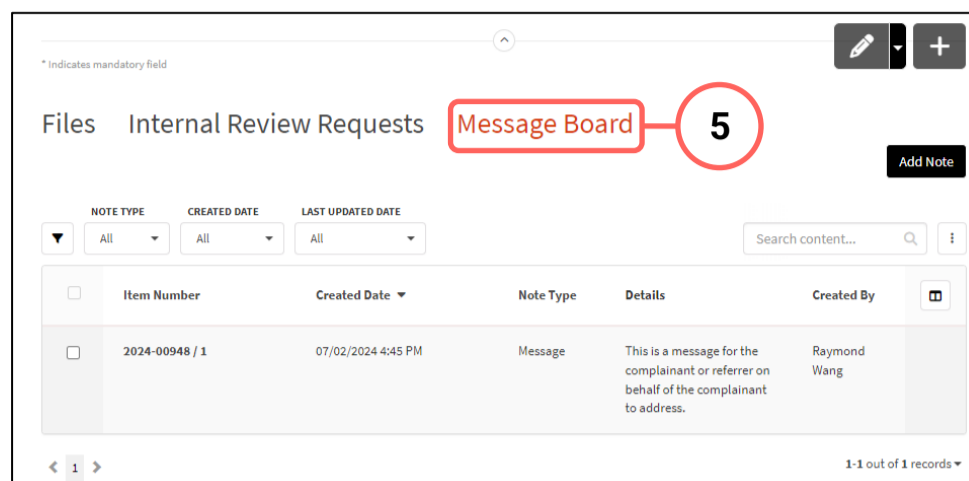 * Indicates mandatory field
Files Internal Review Requests Message Board 5
Add Note
NOTE TYPE CREATED DATE LAST UPDATED DATE
All All All Search content...
Item Number Created Date Note Type Details Created By
2024-00948 / 1 07/02/2024 4:45 PM Message This is a message for the Raymond
complainant or referrer on Wang
behalf of the complainant
to address.
1 1-1 out of 1 records